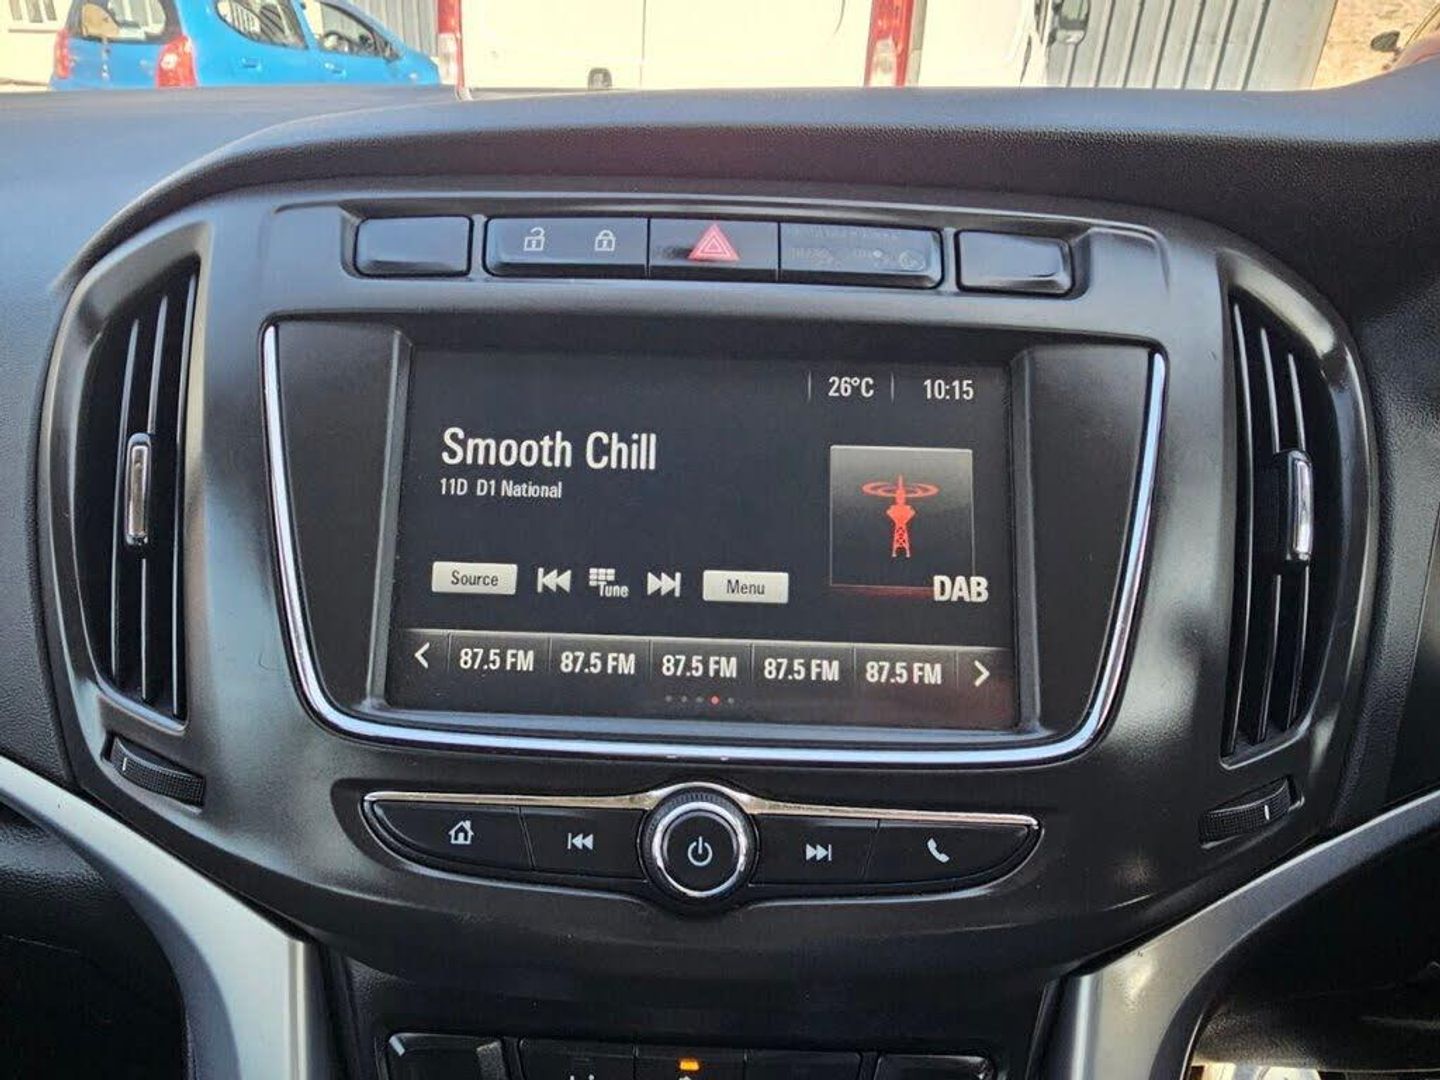 26°C 10:15
Smooth Chill
11D D1 National
Source Tune Menu
DAB
87.5 FM 87.5 FM 87.5 FM 87.5 FM 87.5 FM